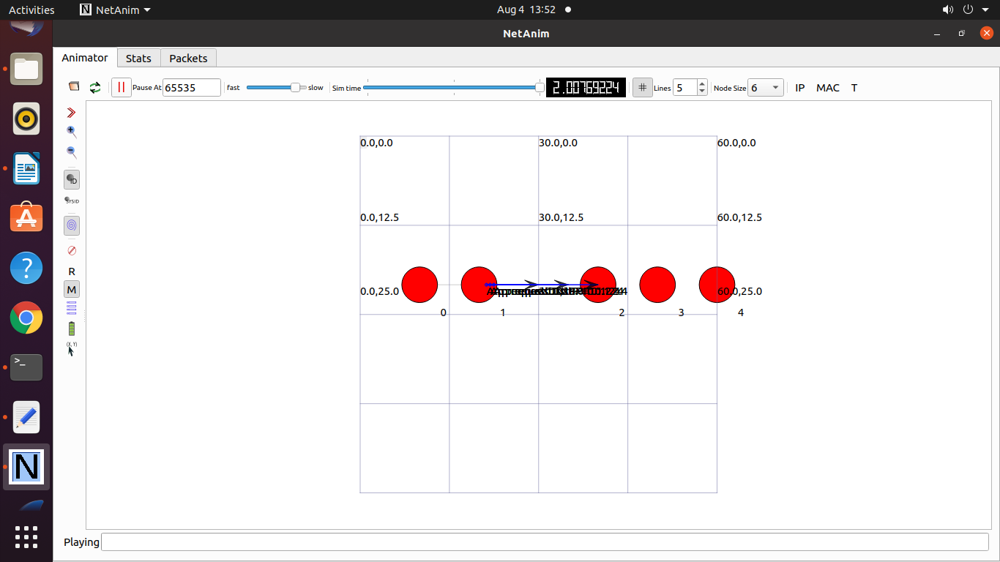 Activities NetAnim Aug 4 13:52
NetAnim
Animator Stats Packets
Pause At 65535 fast slow Sim time 2.00769224 # Lines 5 Node Size 6 IP MAC T
ID
SYSID
R
M
(X, Y)
0.0,0.0 30.0,0.0 60.0,0.0
0.0,12.5 30.0,12.5 60.0,12.5
0.0,25.0 60.0,25.0
0 1 2 3 4
>_
?
N
Playing